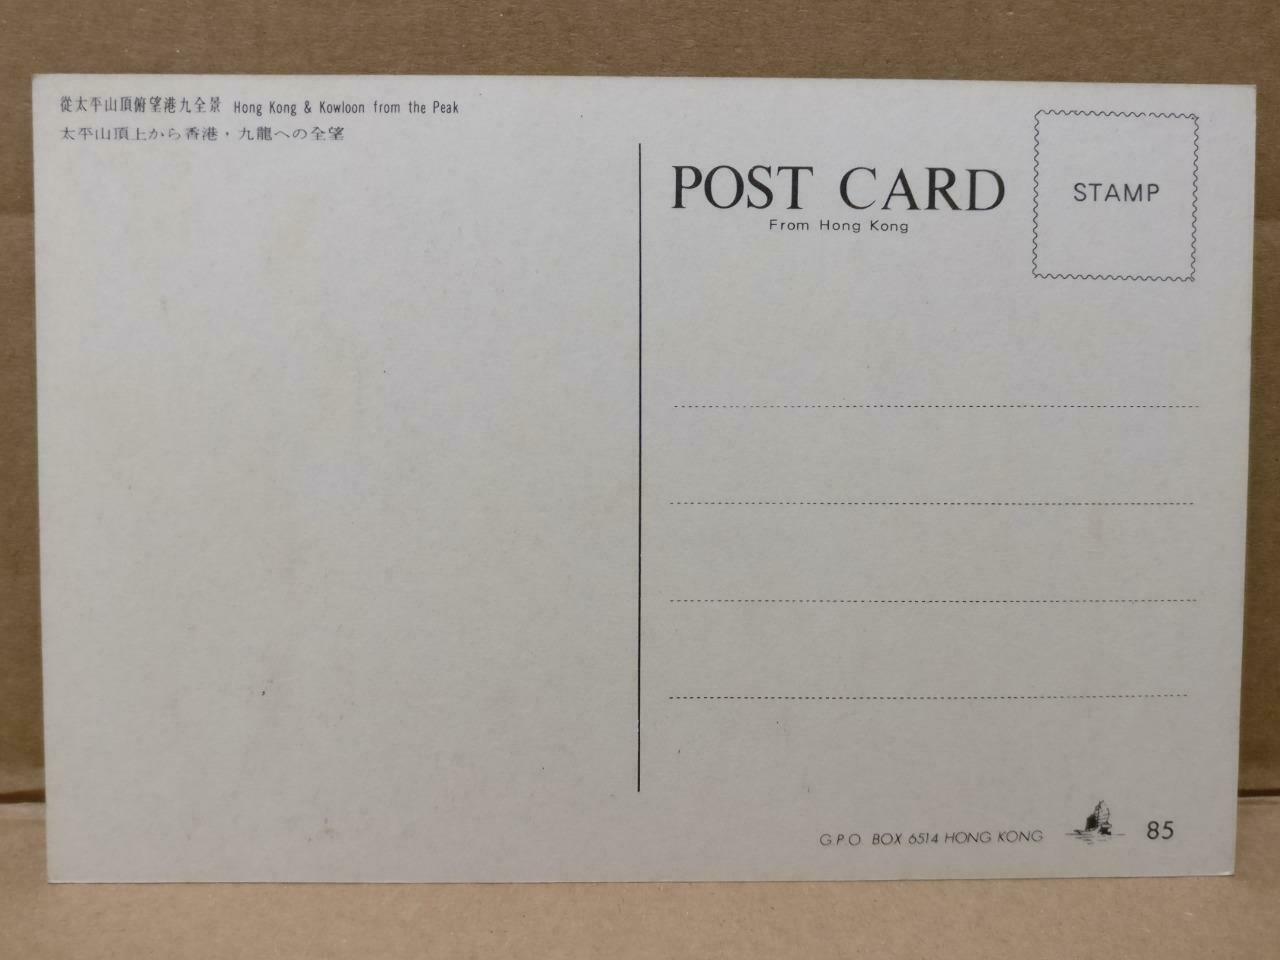 從太平山頂俯望港九全景 Hong Kong & Kowloon from the Peak
太平山頂上から香港，九龍への全望
POST CARD
From Hong Kong
STAMP
G.P.O. BOX 6514 HONG KONG
85